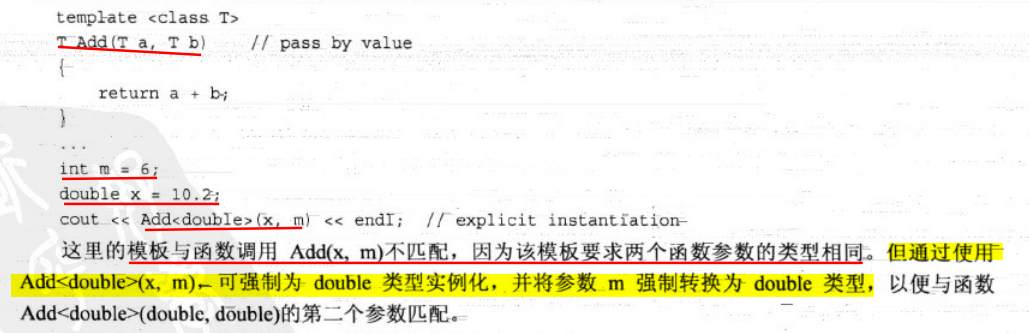 template <class T>
T Add(T a, T b)    // pass by value
{
    return a + b;
}
...
int m = 6;
double x = 10.2;
cout << Add<double>(x, m) << endl;  // explicit instantiation
这里的模板与函数调用 Add(x, m)不匹配，因为该模板要求两个函数参数的类型相同。但通过使用
Add<double>(x, m)，可强制为 double 类型实例化，并将参数 m 强制转换为 double 类型，以便与函数
Add<double>(double, double)的第二个参数匹配。